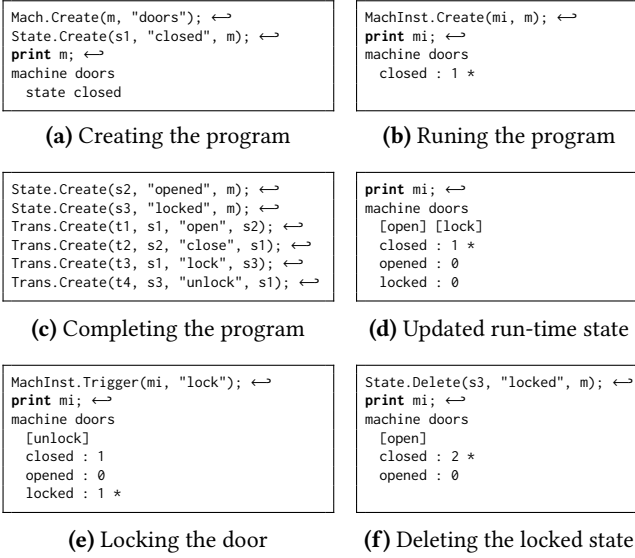 Mach.Create(m, "doors"); ↩
State.Create(s1, "closed", m); ↩
print m; ↩
machine doors
  state closed
(a) Creating the program
MachInst.Create(mi, m); ↩
print mi; ↩
machine doors
  closed : 1 *
(b) Runing the program
State.Create(s2, "opened", m); ↩
State.Create(s3, "locked", m); ↩
Trans.Create(t1, s1, "open", s2); ↩
Trans.Create(t2, s2, "close", s1); ↩
Trans.Create(t3, s1, "lock", s3); ↩
Trans.Create(t4, s3, "unlock", s1); ↩
(c) Completing the program
print mi; ↩
machine doors
  [open] [lock]
  closed : 1 *
  opened : 0
  locked : 0
(d) Updated run-time state
MachInst.Trigger(mi, "lock"); ↩
print mi; ↩
machine doors
  [unlock]
  closed : 1
  opened : 0
  locked : 1 *
(e) Locking the door
State.Delete(s3, "locked", m); ↩
print mi; ↩
machine doors
  [open]
  closed : 2 *
  opened : 0
(f) Deleting the locked state